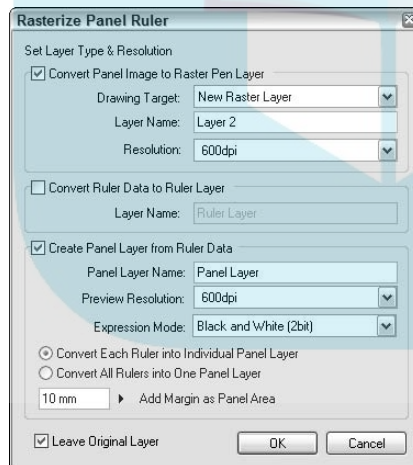 Rasterize Panel Ruler
Set Layer Type & Resolution
Convert Panel Image to Raster Pen Layer
Drawing Target: New Raster Layer
Layer Name: Layer 2
Resolution: 600dpi
Convert Ruler Data to Ruler Layer
Layer Name: Ruler Layer
Create Panel Layer from Ruler Data
Panel Layer Name: Panel Layer
Preview Resolution: 600dpi
Expression Mode: Black and White (2bit)
Convert Each Ruler into Individual Panel Layer
Convert All Rulers into One Panel Layer
10 mm Add Margin as Panel Area
Leave Original Layer OK Cancel